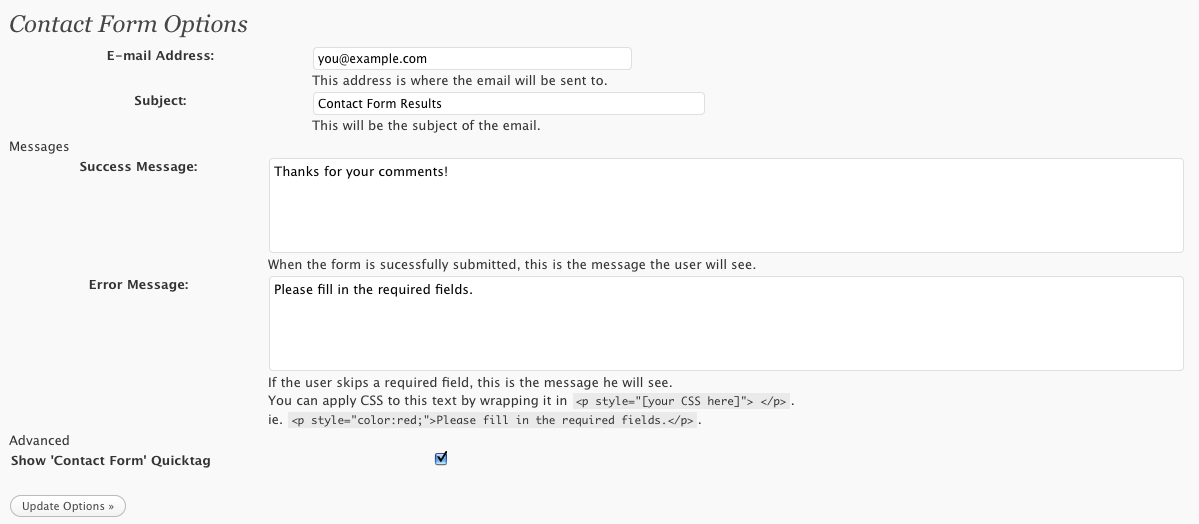 Contact Form Options
E-mail Address:
you@example.com
This address is where the email will be sent to.
Subject:
Contact Form Results
This will be the subject of the email.
Messages
Success Message:
Thanks for your comments!
When the form is sucessfully submitted, this is the message the user will see.
Error Message:
Please fill in the required fields.
If the user skips a required field, this is the message he will see.
You can apply CSS to this text by wrapping it in <p style="[your CSS here]"> </p>.
ie. <p style="color:red;">Please fill in the required fields.</p>.
Advanced
Show 'Contact Form' Quicktag
Update Options »